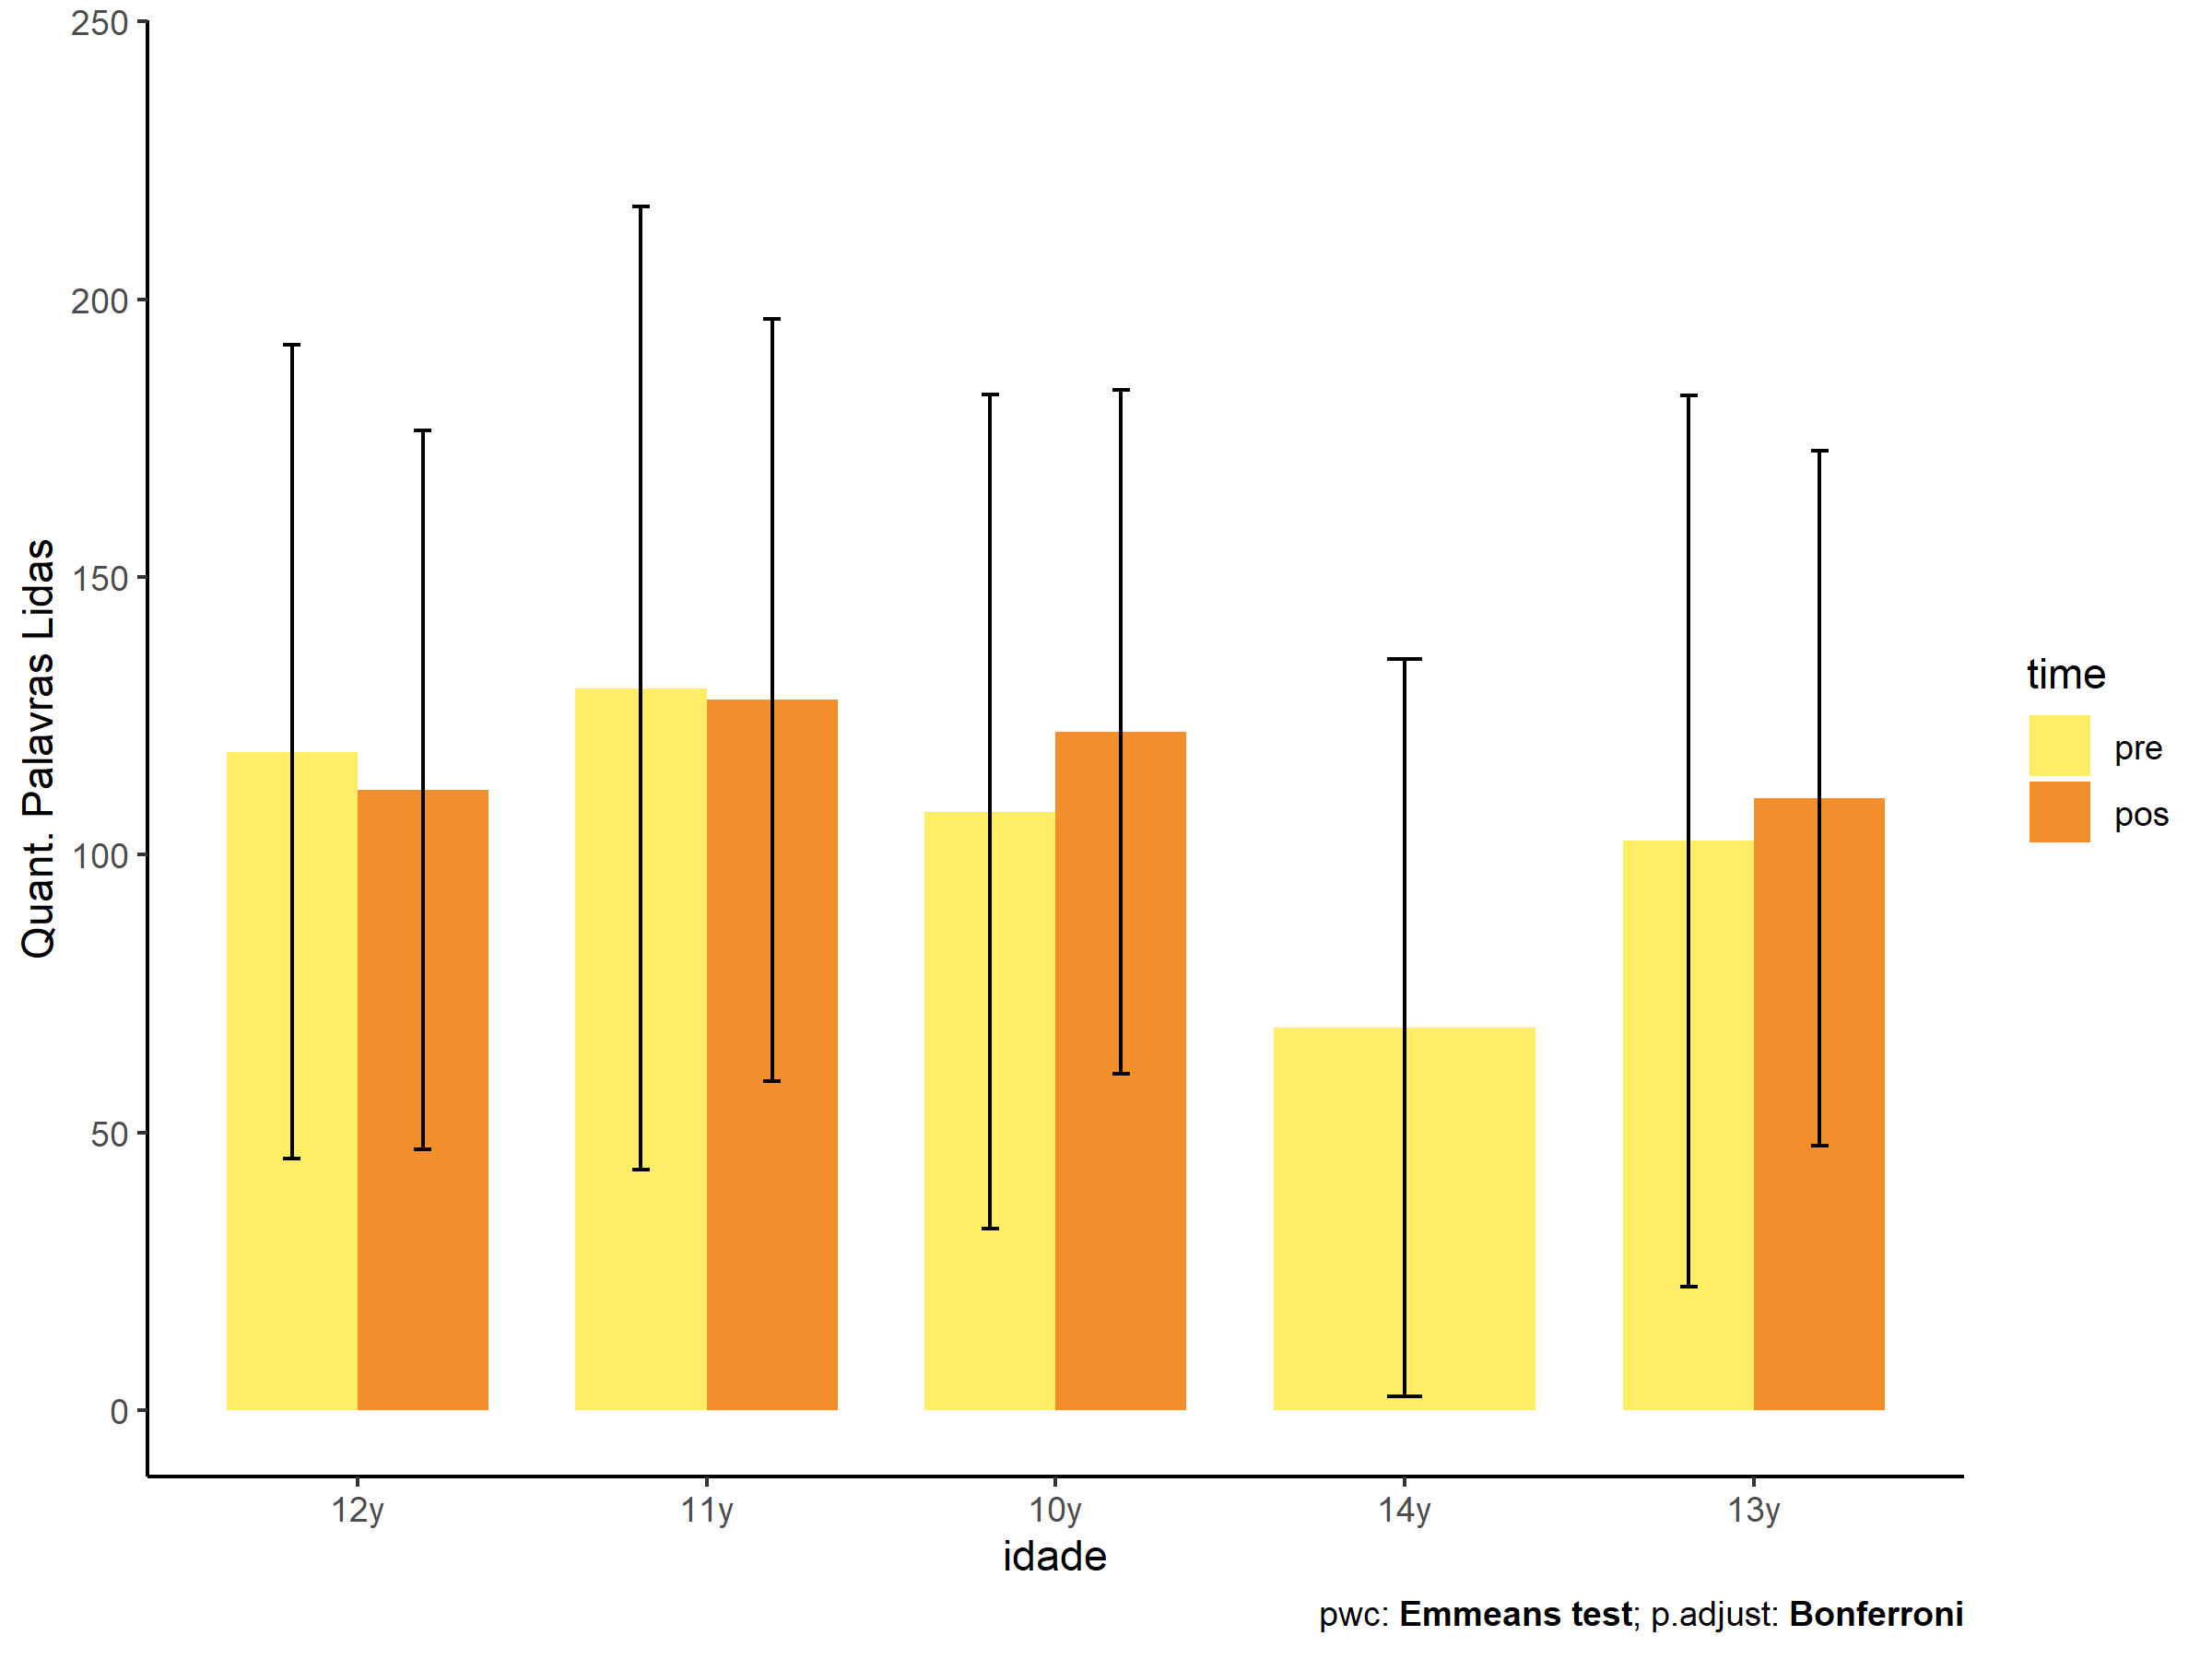 250
200
150
100
50
0
Quant. Palavras Lidas
12y
11y
10y
14y
13y
idade
time
pre
pos
pwc: Emmeans test; p.adjust: Bonferroni